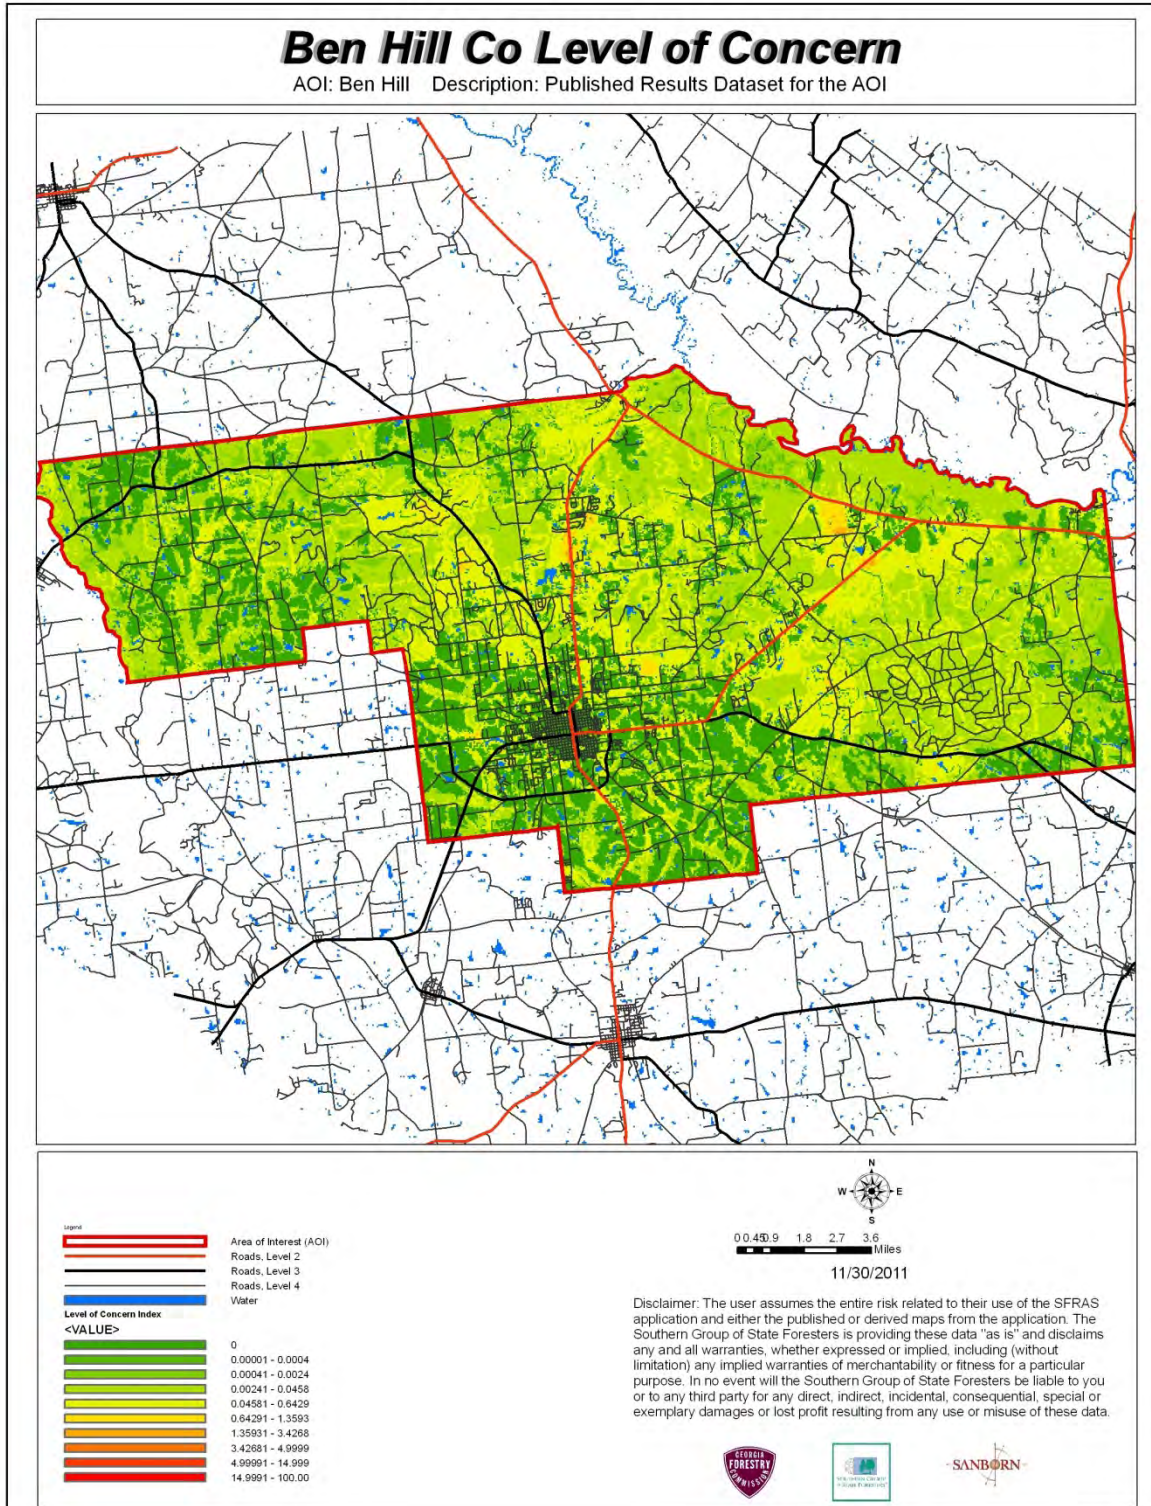 Ben Hill Co Level of Concern
AOI: Ben Hill Description: Published Results Dataset for the AOI
Legend
Area of Interest (AOI)
Roads, Level 2
Roads, Level 3
Roads, Level 4
Water
Level of Concern Index
<VALUE>
0
0.00001 - 0.0004
0.00041 - 0.0024
0.00241 - 0.0458
0.04581 - 0.6429
0.64291 - 1.3593
1.35931 - 3.4268
3.42681 - 4.9999
4.99991 - 14.999
14.9991 - 100.00
N
W E
S
0 0.45 0.9 1.8 2.7 3.6
Miles
11/30/2011
Disclaimer: The user assumes the entire risk related to their use of the SFRAS
application and either the published or derived maps from the application. The
Southern Group of State Foresters is providing these data "as is" and disclaims
any and all warranties, whether expressed or implied, including (without
limitation) any implied warranties of merchantability or fitness for a particular
purpose. In no event will the Southern Group of State Foresters be liable to you
or to any third party for any direct, indirect, incidental, consequential, special or
exemplary damages or lost profit resulting from any use or misuse of these data.
GEORGIA
FORESTRY
COMMISSION
SOUTHERN GROUP
OF STATE FORESTERS
SANBORN